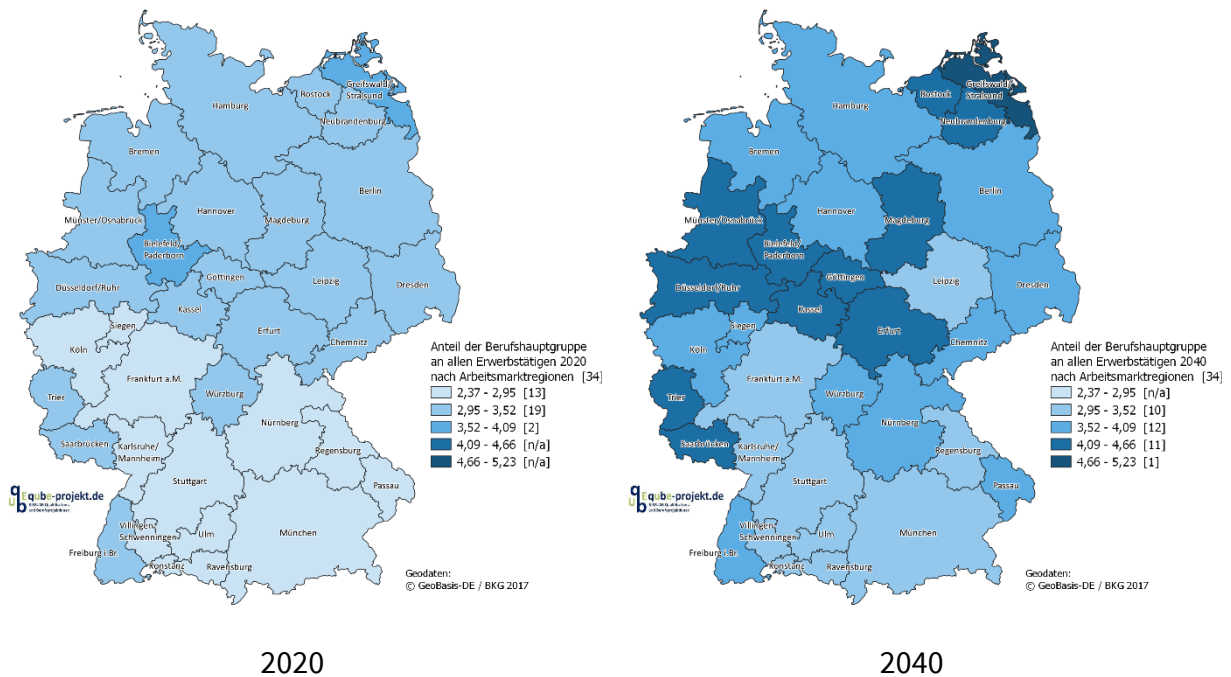 Hamburg
Rostock
Greifswald/
Stralsund
Neubrandenburg
Bremen
Berlin
Hannover
Magdeburg
Münster/Osnabrück
Bielefeld/
Paderborn
Göttingen
Leipzig
Düsseldorf/Ruhr
Dresden
Kassel
Erfurt
Siegen
Chemnitz
Köln
Frankfurt a.M.
Trier
Würzburg
Nürnberg
Saarbrücken
Karlsruhe/
Mannheim
Regensburg
Stuttgart
Passau
Villingen-
Schwenningen
Ulm
München
Freiburg i.Br.
Konstanz
Ravensburg
Anteil der Berufshauptgruppe
an allen Erwerbstätigen 2020
nach Arbeitsmarktregionen [34]
2,37 - 2,95 [13]
2,95 - 3,52 [19]
3,52 - 4,09 [2]
4,09 - 4,66 [n/a]
4,66 - 5,23 [n/a]
qube-projekt.de
Geodaten:
© GeoBasis-DE / BKG 2017
2020
Hamburg
Rostock
Greifswald/
Stralsund
Neubrandenburg
Bremen
Berlin
Hannover
Magdeburg
Münster/Osnabrück
Bielefeld/
Paderborn
Göttingen
Leipzig
Düsseldorf/Ruhr
Dresden
Kassel
Erfurt
Siegen
Chemnitz
Köln
Frankfurt a.M.
Trier
Würzburg
Nürnberg
Saarbrücken
Karlsruhe/
Mannheim
Regensburg
Stuttgart
Passau
Villingen-
Schwenningen
Ulm
München
Freiburg i.Br.
Konstanz
Ravensburg
Anteil der Berufshauptgruppe
an allen Erwerbstätigen 2040
nach Arbeitsmarktregionen [34]
2,37 - 2,95 [n/a]
2,95 - 3,52 [10]
3,52 - 4,09 [12]
4,09 - 4,66 [11]
4,66 - 5,23 [1]
qube-projekt.de
Geodaten:
© GeoBasis-DE / BKG 2017
2040